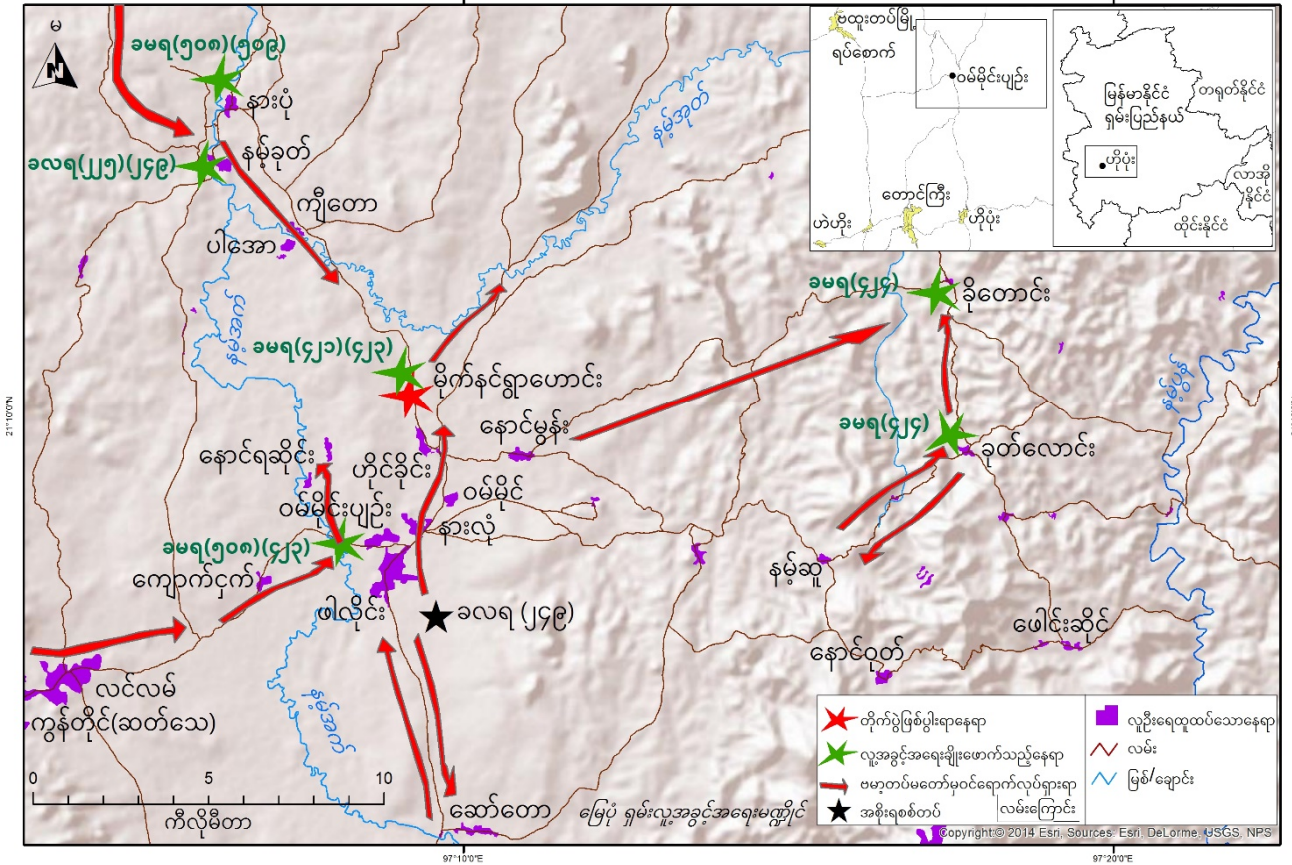 မ
N
ခမရ(၅၀၈)(၅၀၉)
နားပုံ
နမ့်ခုတ်
ခလရ(၂၂၅)(၂၄၉)
ကျီတော
ပါအော
နမ့်အုတ်
ဗထူးတပ်မြို့
ရပ်စောက်
ဝမ်မိုင်းပျဉ်း
တောင်ကြီး
ဟဲဟိုး
ဟိုပုံး
မြန်မာနိုင်ငံ
ရှမ်းပြည်နယ်
တရုတ်နိုင်ငံ
ဟိုပုံး
လာအို
နိုင်ငံ
ထိုင်းနိုင်ငံ
ခမရ(၄၂၄)
ခိုတောင်း
ခမရ(၄၂၁)(၄၂၃)
မိုက်နင်ရွာဟောင်း
နောင်မွန်း
ခမရ(၄၂၄)
ခုတ်လောင်း
နောင်ရဆိုင်း
ဟိုင်ခိုင်း
ဝမ်မိုင်
ဝမ်မိုင်းပျဉ်း
နားလုံ
ခမရ(၅၀၈)(၄၂၃)
ကျောက်ငှက်
ဖါလိုင်း
ခလရ (၂၄၉)
နမ့်ဆူ
ဖေါင်းဆိုင်
နောင်ဝုတ်
လင်လမ်
ကွန်တိုင်(ဆတ်သေ)
နမ့်အက်
ဆော်တော
0
5
10
ကီလိုမီတာ
မြေပုံ ရှမ်းလူ့အခွင့်အရေးမဏ္ဍိုင်
တိုက်ပွဲဖြစ်ပွါးရာနေရာ
လူ့အခွင့်အရေးချိုးဖောက်သည့်နေရာ
ဗမာ့တပ်မတော်မှဝင်ရောက်လှုပ်ရှားရာ
လမ်းကြောင်း
အစိုးရစစ်တပ်
လူဦးရေထူထပ်သောနေရာ
လမ်း
မြစ်/ချောင်း
Copyright:© 2014 Esri, Sources: Esri, DeLorme, USGS, NPS
21°10'0"N
97°10'0"E
97°20'0"E